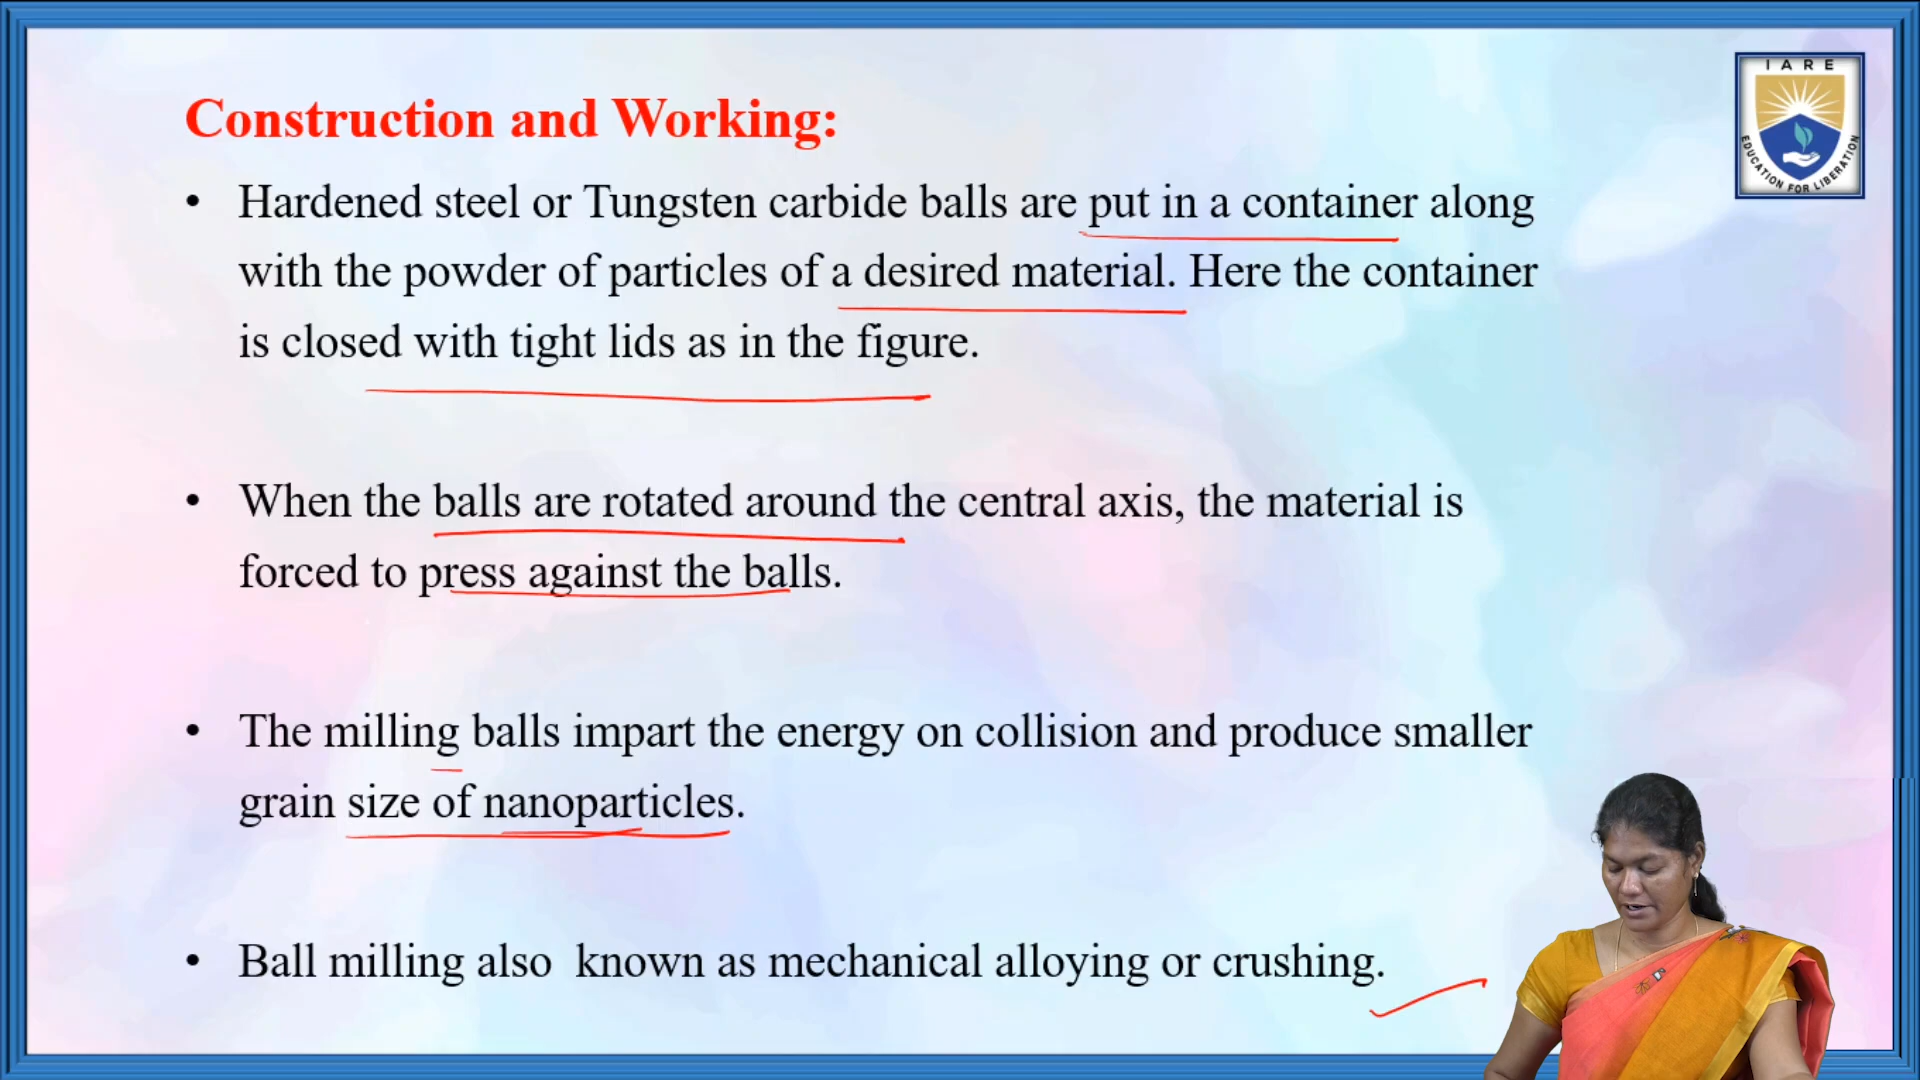 IARE
EDUCATION FOR LIBERATION
Construction and Working:
• Hardened steel or Tungsten carbide balls are put in a container along
with the powder of particles of a desired material. Here the container
is closed with tight lids as in the figure.
• When the balls are rotated around the central axis, the material is
forced to press against the balls.
• The milling balls impart the energy on collision and produce smaller
grain size of nanoparticles.
• Ball milling also known as mechanical alloying or crushing.